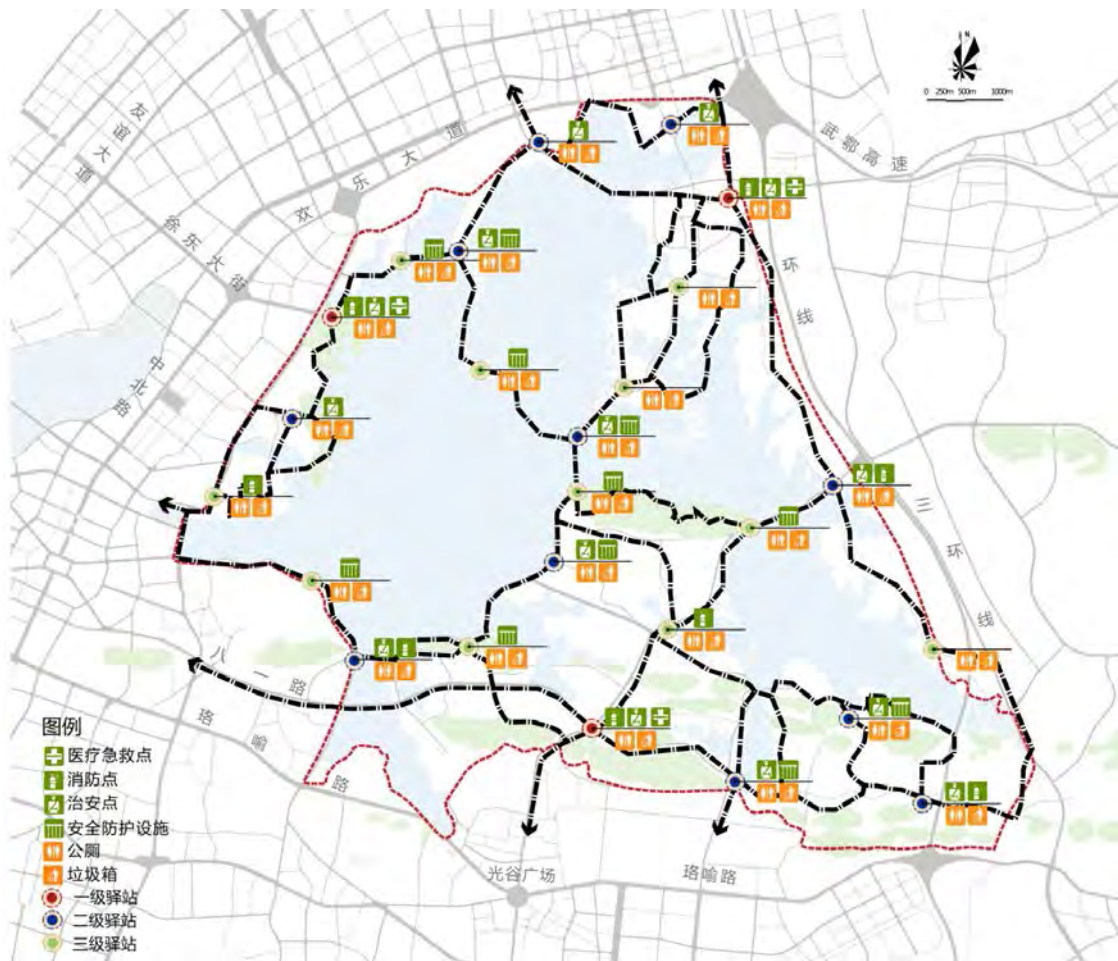 N
0 250m 500m 1000m
友谊大道
欢乐大道
武鄂高速
徐东大街
环线
中北路
三环线
八一路
珞喻路
光谷广场
珞喻路
图例
医疗急救点
消防点
治安点
安全防护设施
公厕
垃圾箱
一级驿站
二级驿站
三级驿站